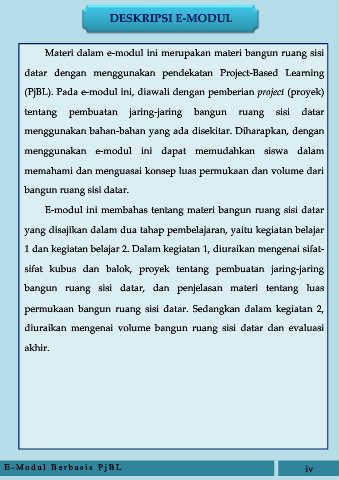 DESKRIPSI E-MODUL
Materi dalam e-modul ini merupakan materi bangun ruang sisi
datar dengan menggunakan pendekatan Project-Based Learning
(PjBL). Pada e-modul ini, diawali dengan pemberian project (proyek)
tentang pembuatan jaring-jaring bangun ruang sisi datar
menggunakan bahan-bahan yang ada disekitar. Diharapkan, dengan
menggunakan e-modul ini dapat memudahkan siswa dalam
memahami dan menguasai konsep luas permukaan dan volume dari
bangun ruang sisi datar.
E-modul ini membahas tentang materi bangun ruang sisi datar
yang disajikan dalam dua tahap pembelajaran, yaitu kegiatan belajar
1 dan kegiatan belajar 2. Dalam kegiatan 1, diuraikan mengenai sifat-
sifat kubus dan balok, proyek tentang pembuatan jaring-jaring
bangun ruang sisi datar, dan penjelasan materi tentang luas
permukaan bangun ruang sisi datar. Sedangkan dalam kegiatan 2,
diuraikan mengenai volume bangun ruang sisi datar dan evaluasi
akhir.
E-Modul Berbasis PjBL
iv